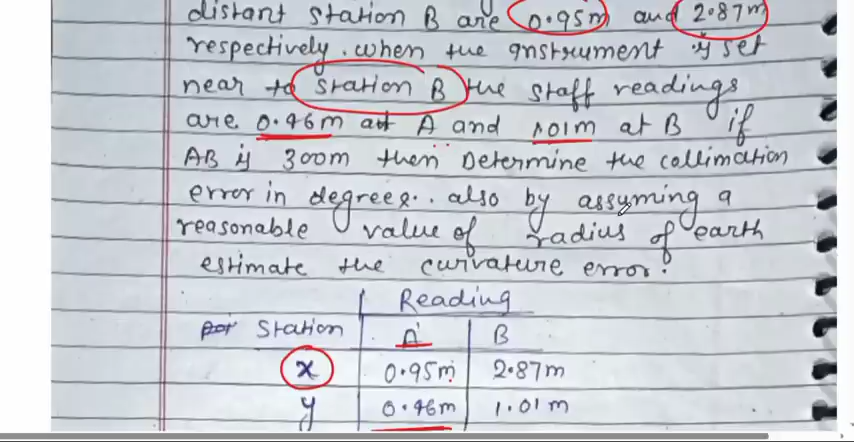 distant station B are 0.95m and 2.87m
respectively. when the instrument is set
near to station B the staff readings
are 0.46m at A and 1.01m at B if
AB is 300m then Determine the collimation
error in degrees.. also by assuming a
reasonable value of radius of earth
estimate the curvature error.
Reading
Station A B
x 0.95m 2.87m
y 0.46m 1.01m